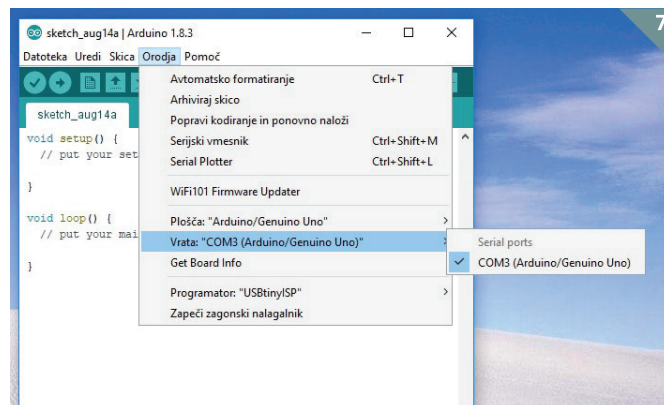 7
sketch_aug14a | Arduino 1.8.3
Datoteka Uredi Skica Orodja Pomoč
sketch_aug14a
void setup() {
// put your set
}
void loop() {
// put your mai
}
Avtomatsko formatiranje Ctrl+T
Arhiviraj skico
Popravi kodiranje in ponovno naloži
Serijski vmesnik Ctrl+Shift+M
Serial Plotter Ctrl+Shift+L
WiFi101 Firmware Updater
Plošča: "Arduino/Genuino Uno"
Vrata: "COM3 (Arduino/Genuino Uno)"
Get Board Info
Programator: "USBtinyISP"
Zapeči zagonski nalagalnik
Serial ports
COM3 (Arduino/Genuino Uno)